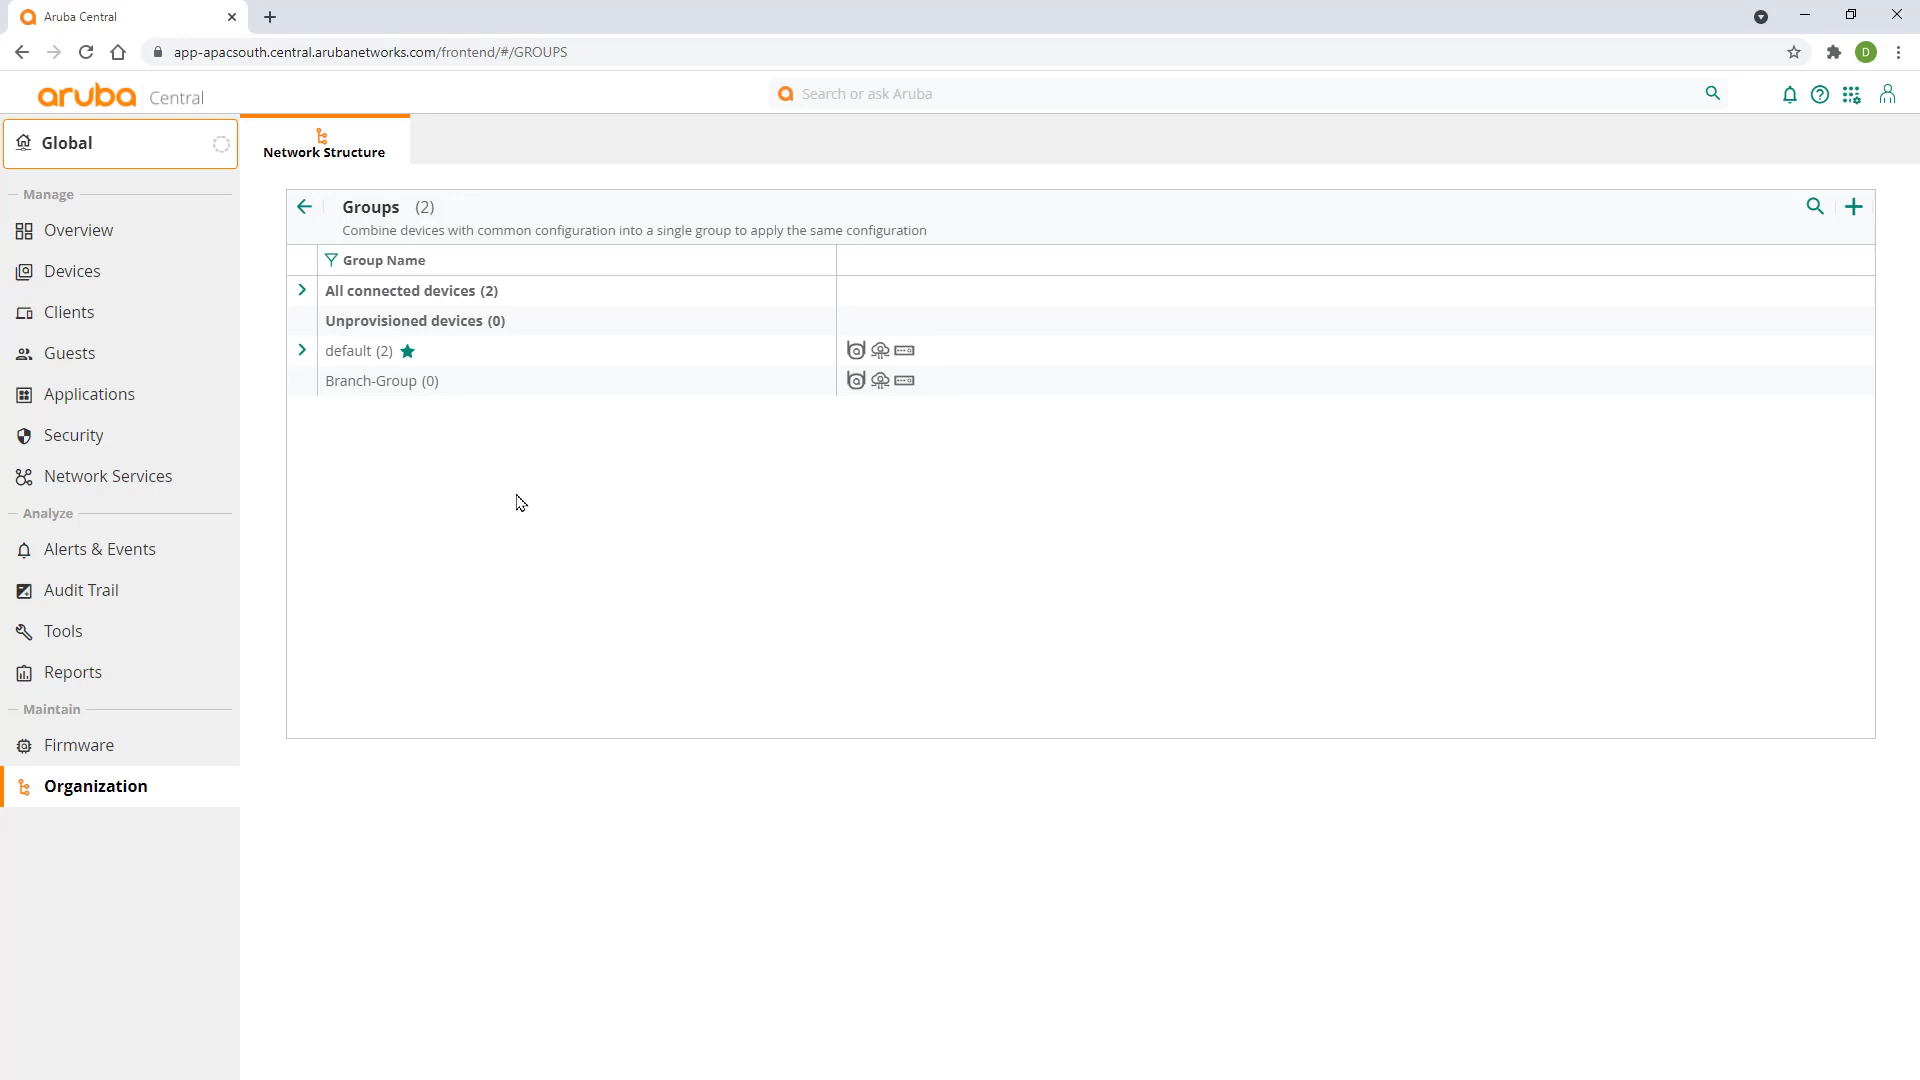 Aruba Central
app-apacsouth.central.arubanetworks.com/frontend/#/GROUPS
D
aruba Central
Search or ask Aruba
Global
Network Structure
Manage
Overview
Devices
Clients
Guests
Applications
Security
Network Services
Analyze
Alerts & Events
Audit Trail
Tools
Reports
Maintain
Firmware
Organization
Groups (2)
Combine devices with common configuration into a single group to apply the same configuration
Group Name
All connected devices (2)
Unprovisioned devices (0)
default (2)
Branch-Group (0)